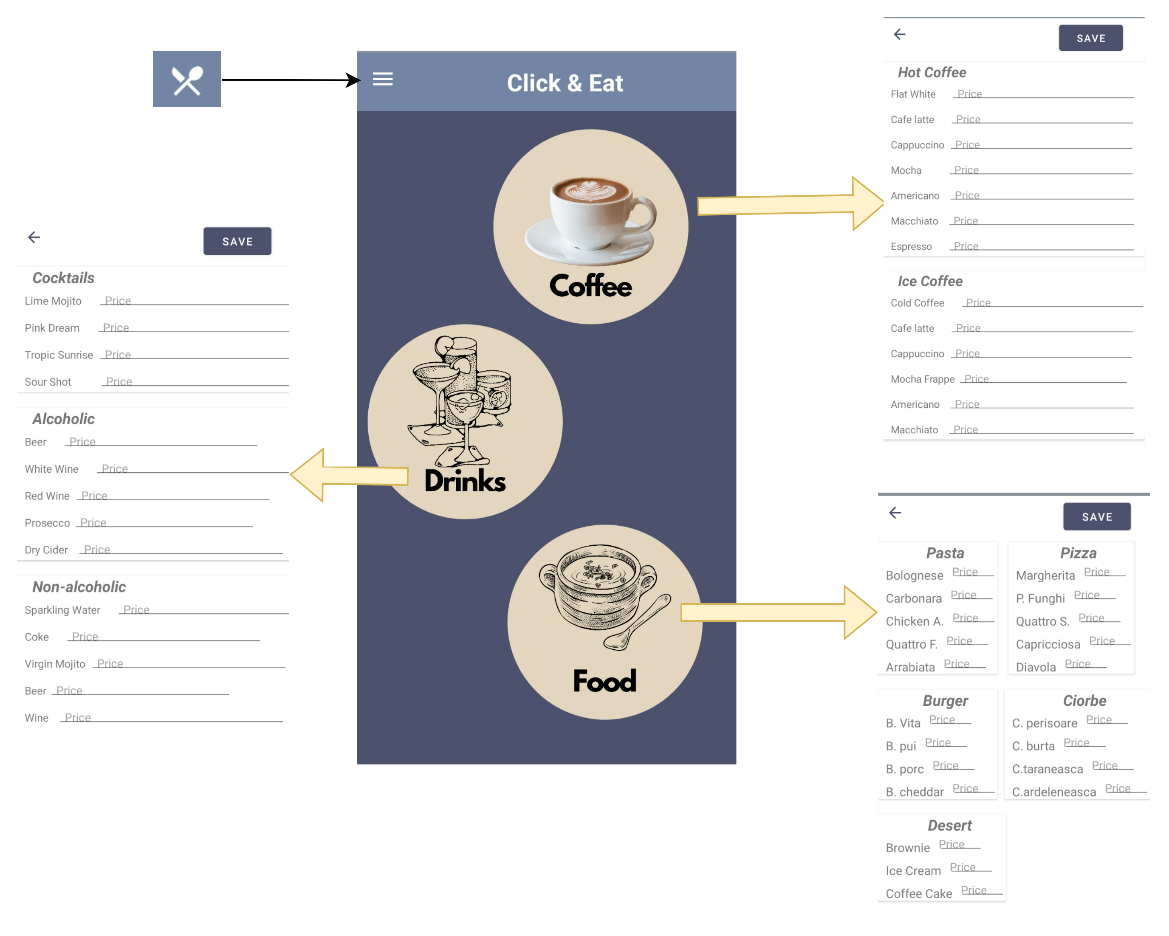 Click & Eat
Coffee
Drinks
Food
SAVE
Cocktails
Lime Mojito Price
Pink Dream Price
Tropic Sunrise Price
Sour Shot Price
Alcoholic
Beer Price
White Wine Price
Red Wine Price
Prosecco Price
Dry Cider Price
Non-alcoholic
Sparkling Water Price
Coke Price
Virgin Mojito Price
Beer Price
Wine Price
SAVE
Hot Coffee
Flat White Price
Cafe latte Price
Cappuccino Price
Mocha Price
Americano Price
Macchiato Price
Espresso Price
Ice Coffee
Cold Coffee Price
Cafe latte Price
Cappuccino Price
Mocha Frappe Price
Americano Price
Macchiato Price
SAVE
Pasta
Bolognese Price
Carbonara Price
Chicken A. Price
Quattro F. Price
Arrabiata Price
Pizza
Margherita Price
P. Funghi Price
Quattro S. Price
Capricciosa Price
Diavola Price
Burger
B. Vita Price
B. pui Price
B. porc Price
B. cheddar Price
Ciorbe
C. perisoare Price
C. burta Price
C.taraneasca Price
C.ardeleneasca Price
Desert
Brownie Price
Ice Cream Price
Coffee Cake Price